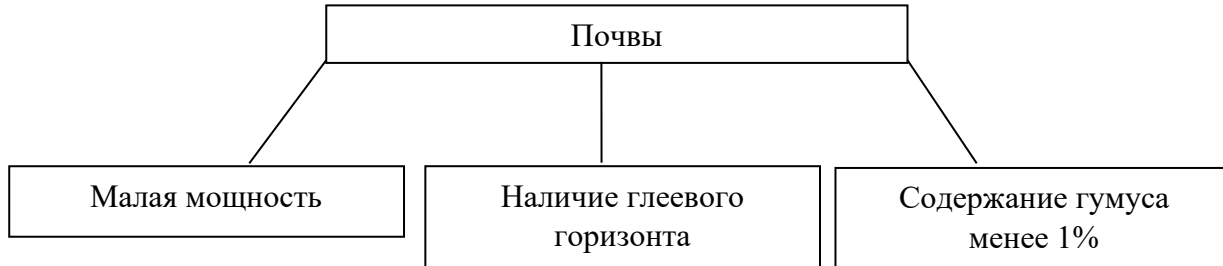 Почвы
Малая мощность
Наличие глеевого
горизонта
Содержание гумуса
менее 1%